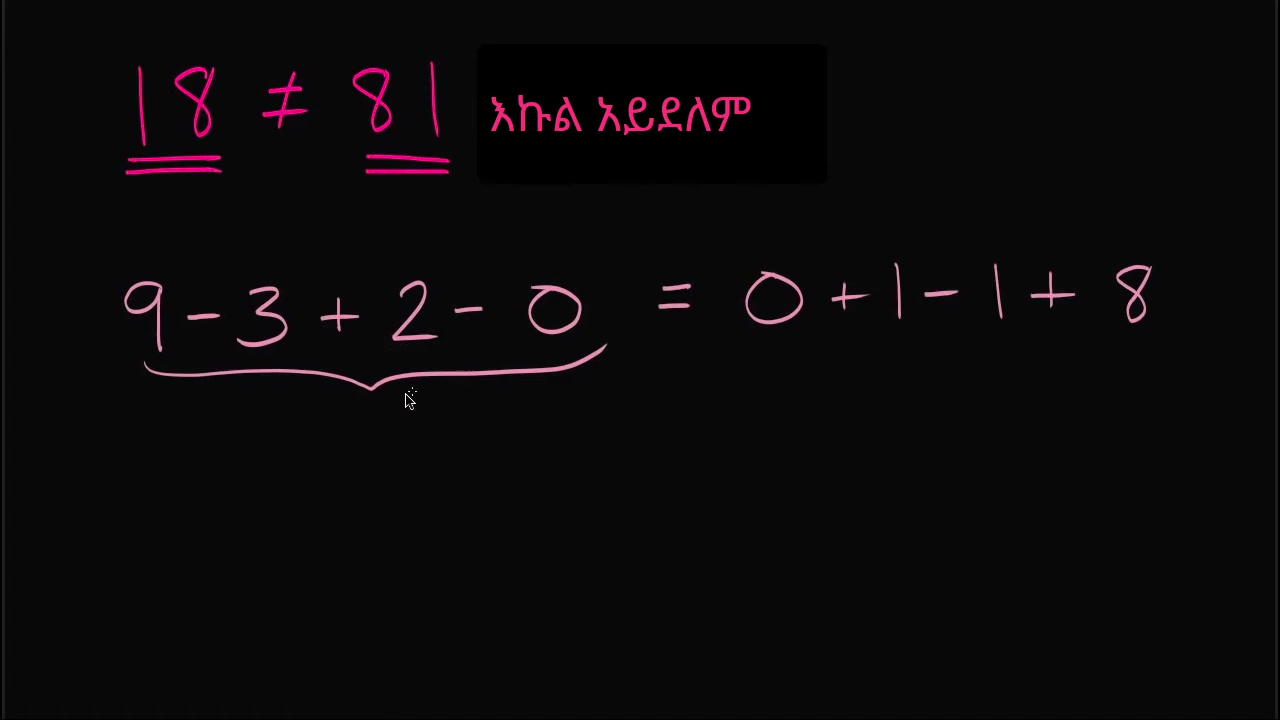 18 ≠ 81 እኩል አይደለም
9 - 3 + 2 - 0 = 0 + 1 - 1 + 8